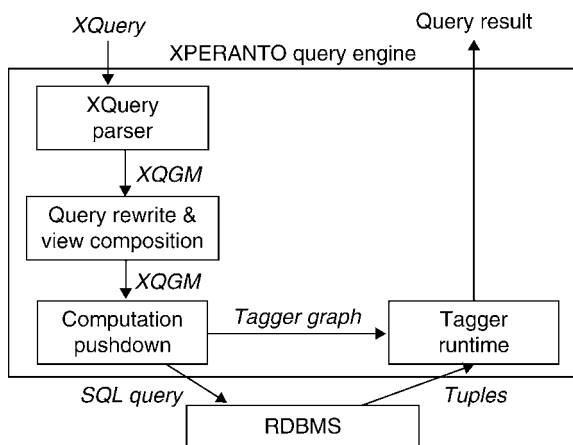 XQuery
Query result
XPERANTO query engine
XQuery
parser
XQGM
Query rewrite &
view composition
XQGM
Computation
pushdown
Tagger graph
Tagger
runtime
SQL query
Tuples
RDBMS